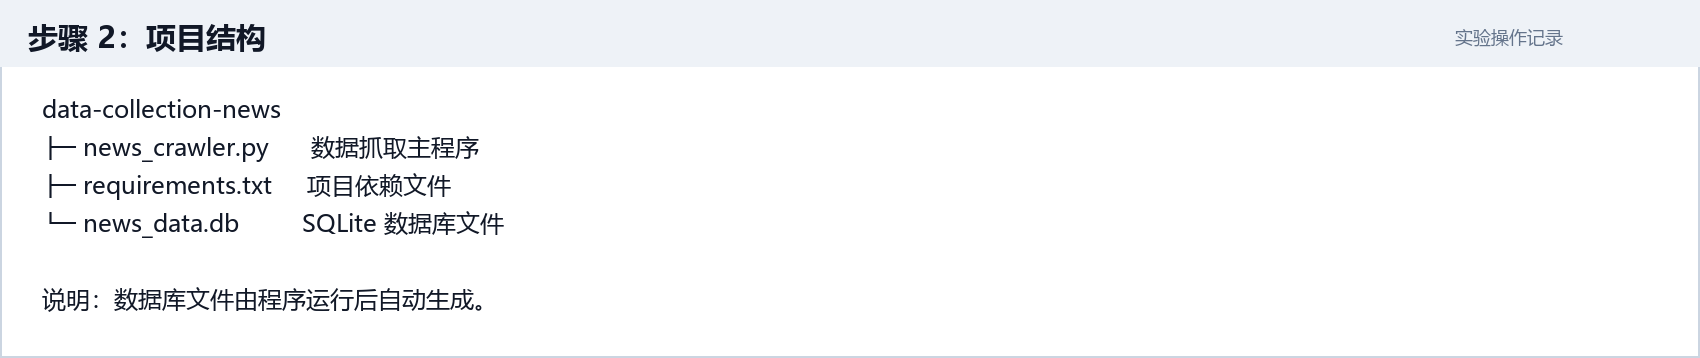 步骤 2：项目结构
实验操作记录
data-collection-news
├─ news_crawler.py 数据抓取主程序
├─ requirements.txt 项目依赖文件
└─ news_data.db SQLite 数据库文件
说明：数据库文件由程序运行后自动生成。